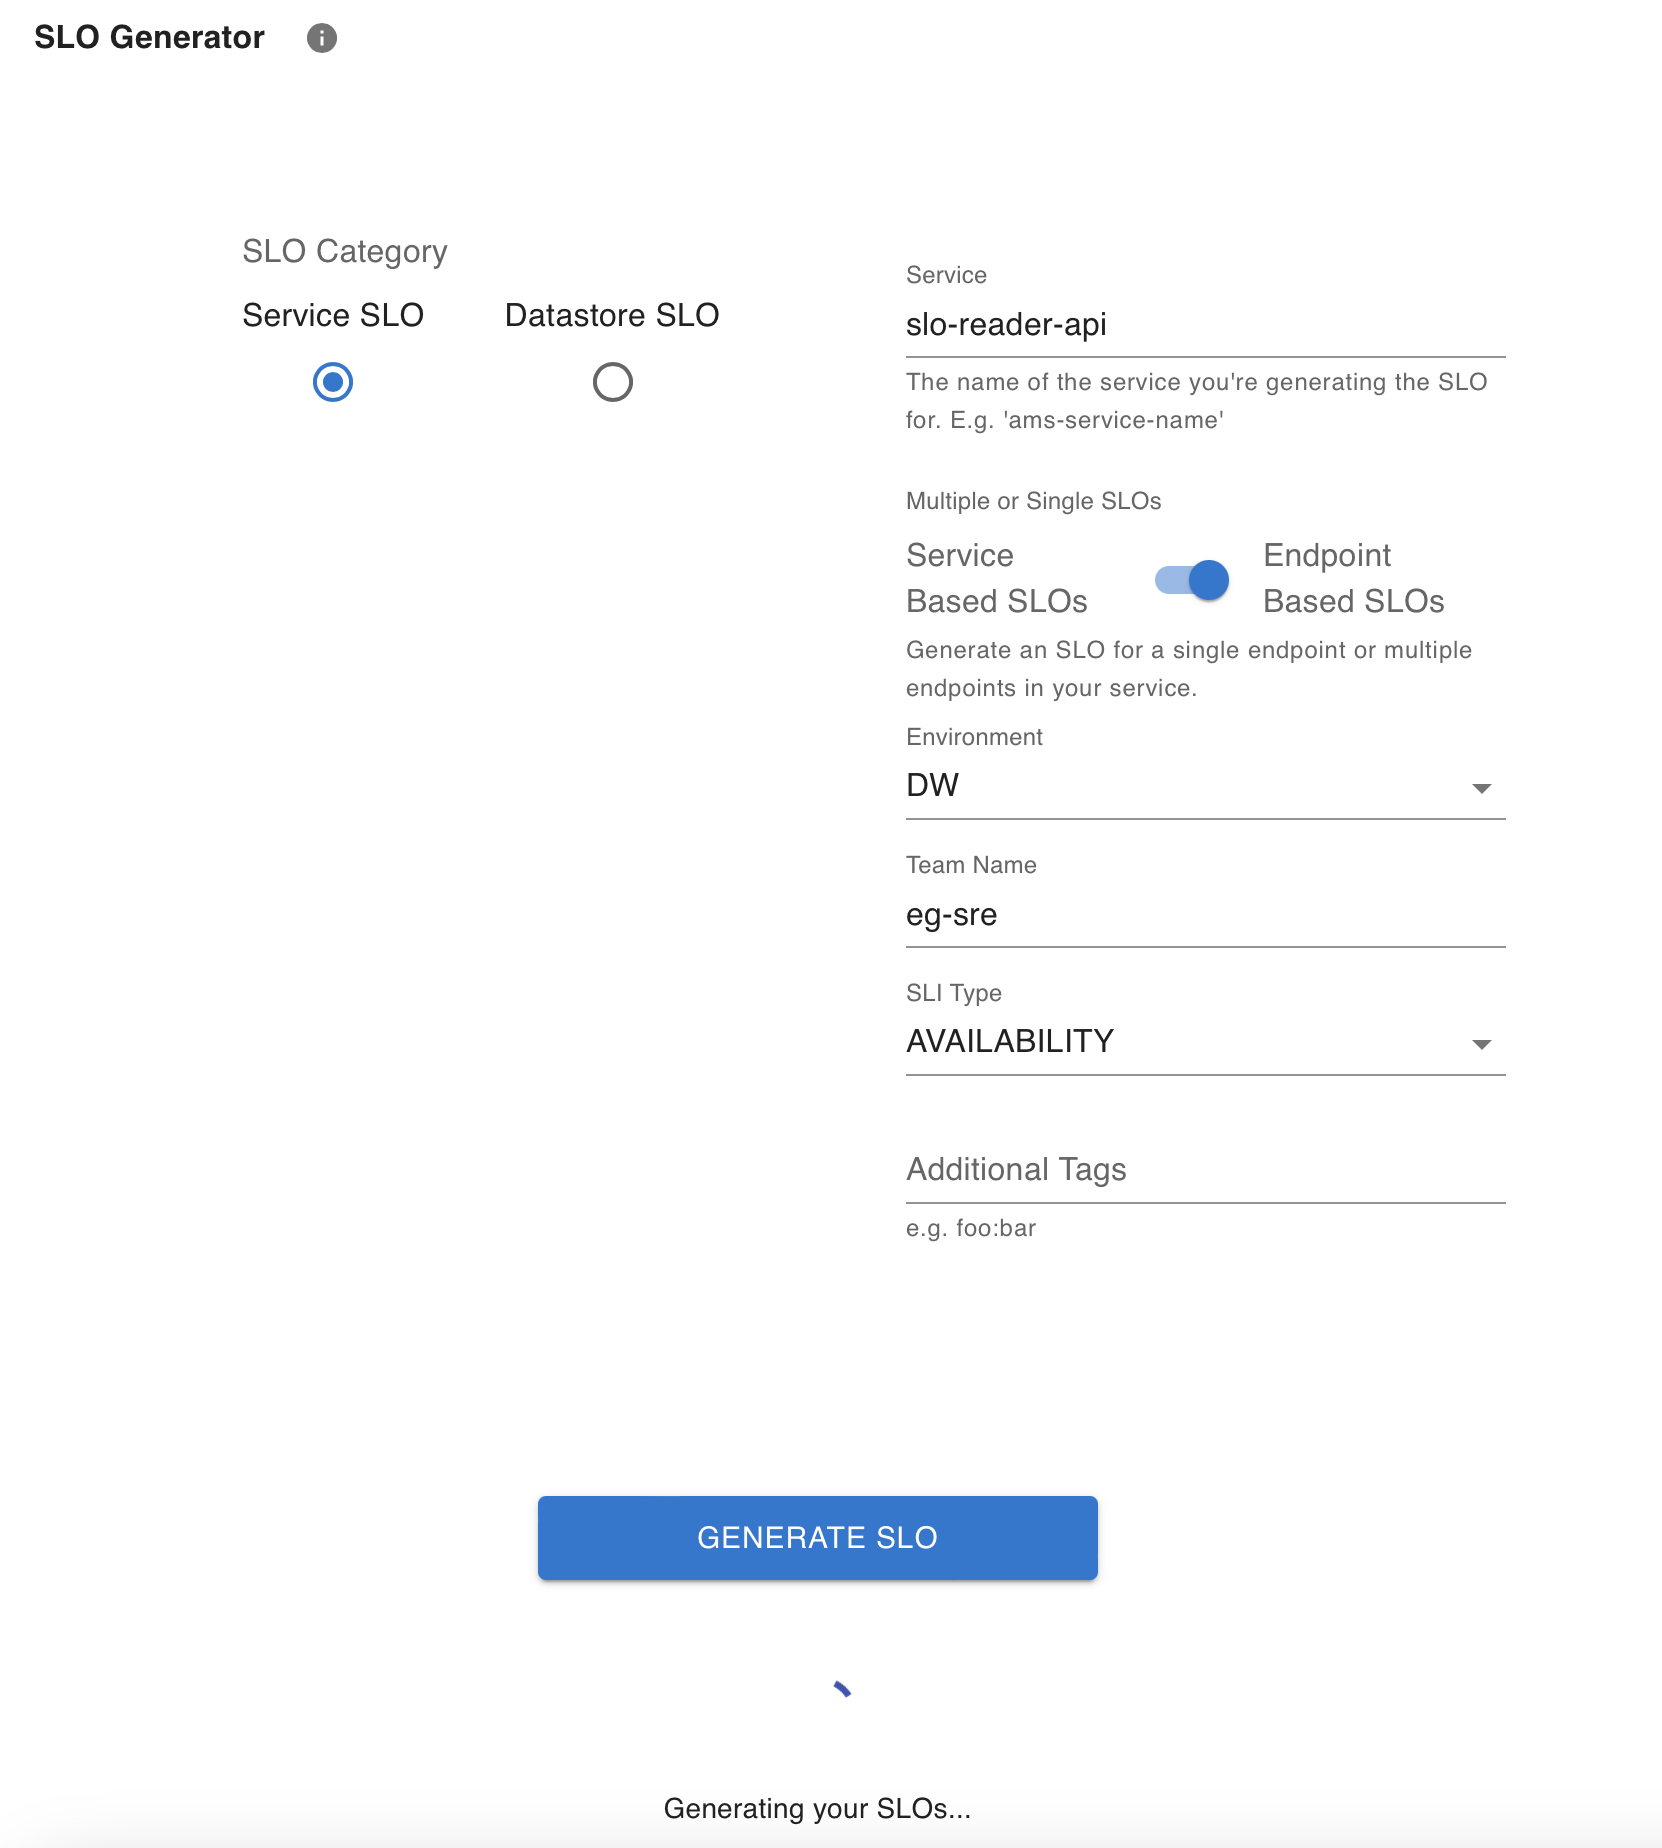 SLO Generator
SLO Category
Service SLO
Datastore SLO
Service
slo-reader-api
The name of the service you're generating the SLO
for. E.g. 'ams-service-name'
Multiple or Single SLOs
Service
Based SLOs
Endpoint
Based SLOs
Generate an SLO for a single endpoint or multiple
endpoints in your service.
Environment
DW
Team Name
eg-sre
SLI Type
AVAILABILITY
Additional Tags
e.g. foo:bar
GENERATE SLO
Generating your SLOs...